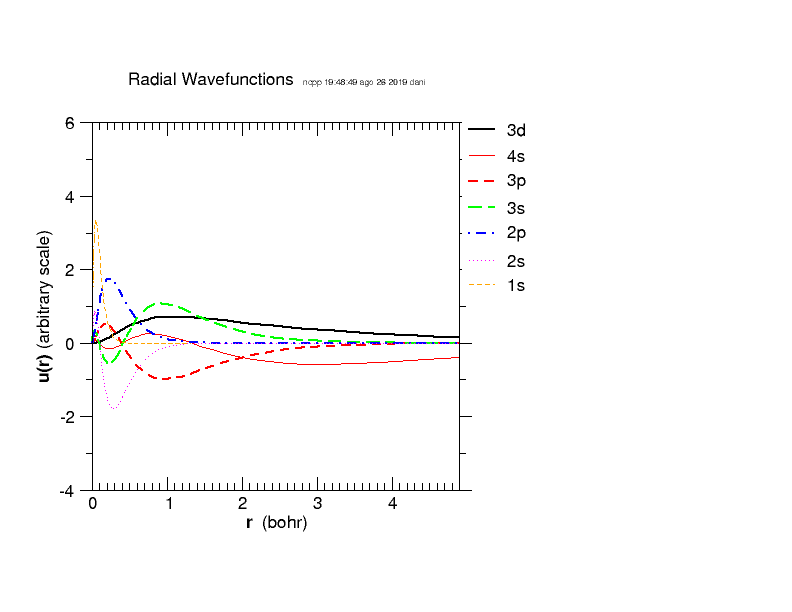 Radial Wavefunctions ncpp 19:48:49 ago 26 2019 dani
6
4
2
0
-2
-4
u(r) (arbitrary scale)
0 1 2 3 4
r (bohr)
3d
4s
3p
3s
2p
2s
1s